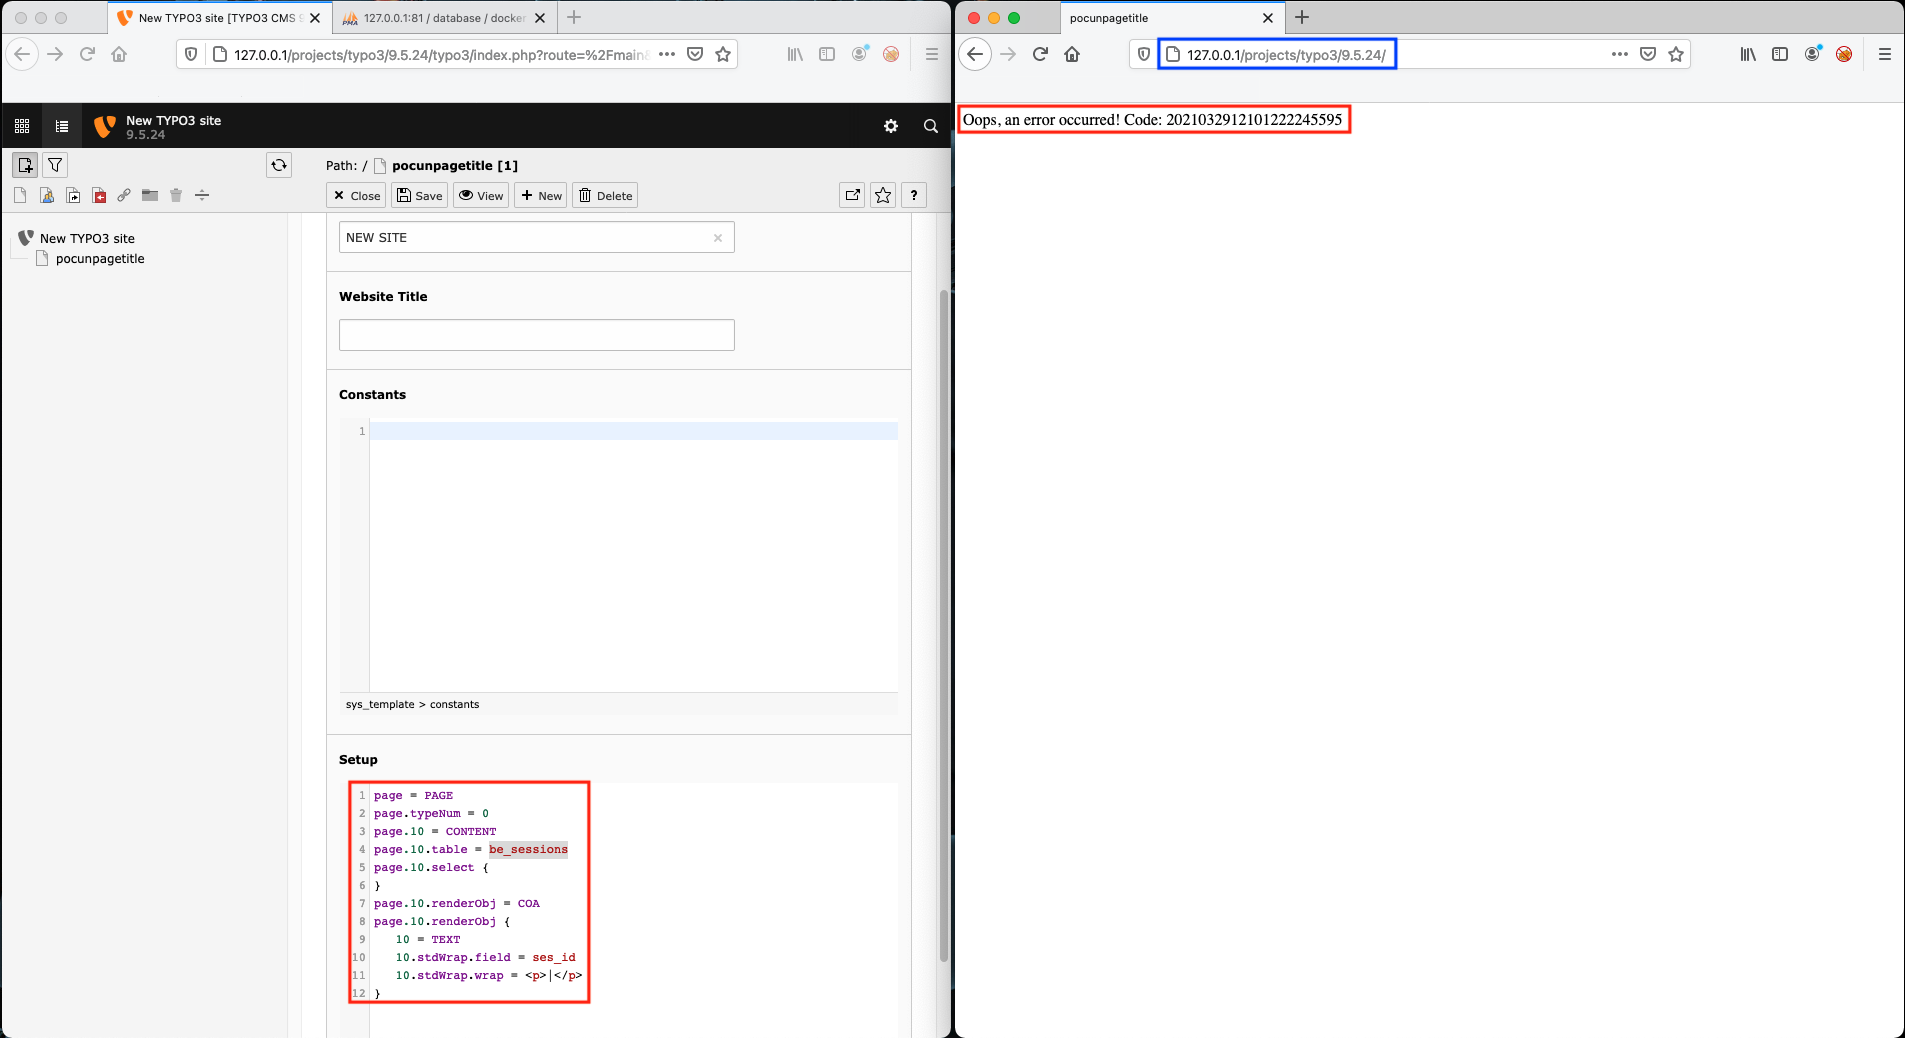 New TYPO3 site [TYPO3 CMS 9
127.0.0.1:81 / database / docker
127.0.0.1/projects/typo3/9.5.24/typo3/index.php?route=%2Fmain
New TYPO3 site
9.5.24
Path: / pocunpagetitle [1]
Close Save View New Delete ?
New TYPO3 site
pocunpagetitle
NEW SITE
Website Title
Constants
1
sys_template > constants
Setup
1 page = PAGE
2 page.typeNum = 0
3 page.10 = CONTENT
4 page.10.table = be_sessions
5 page.10.select {
6 }
7 page.10.renderObj = COA
8 page.10.renderObj {
9 10 = TEXT
10 10.stdWrap.field = ses_id
11 10.stdWrap.wrap = <p>|</p>
12 }
pocunpagetitle
127.0.0.1/projects/typo3/9.5.24/
Oops, an error occurred! Code: 2021032912101222245595